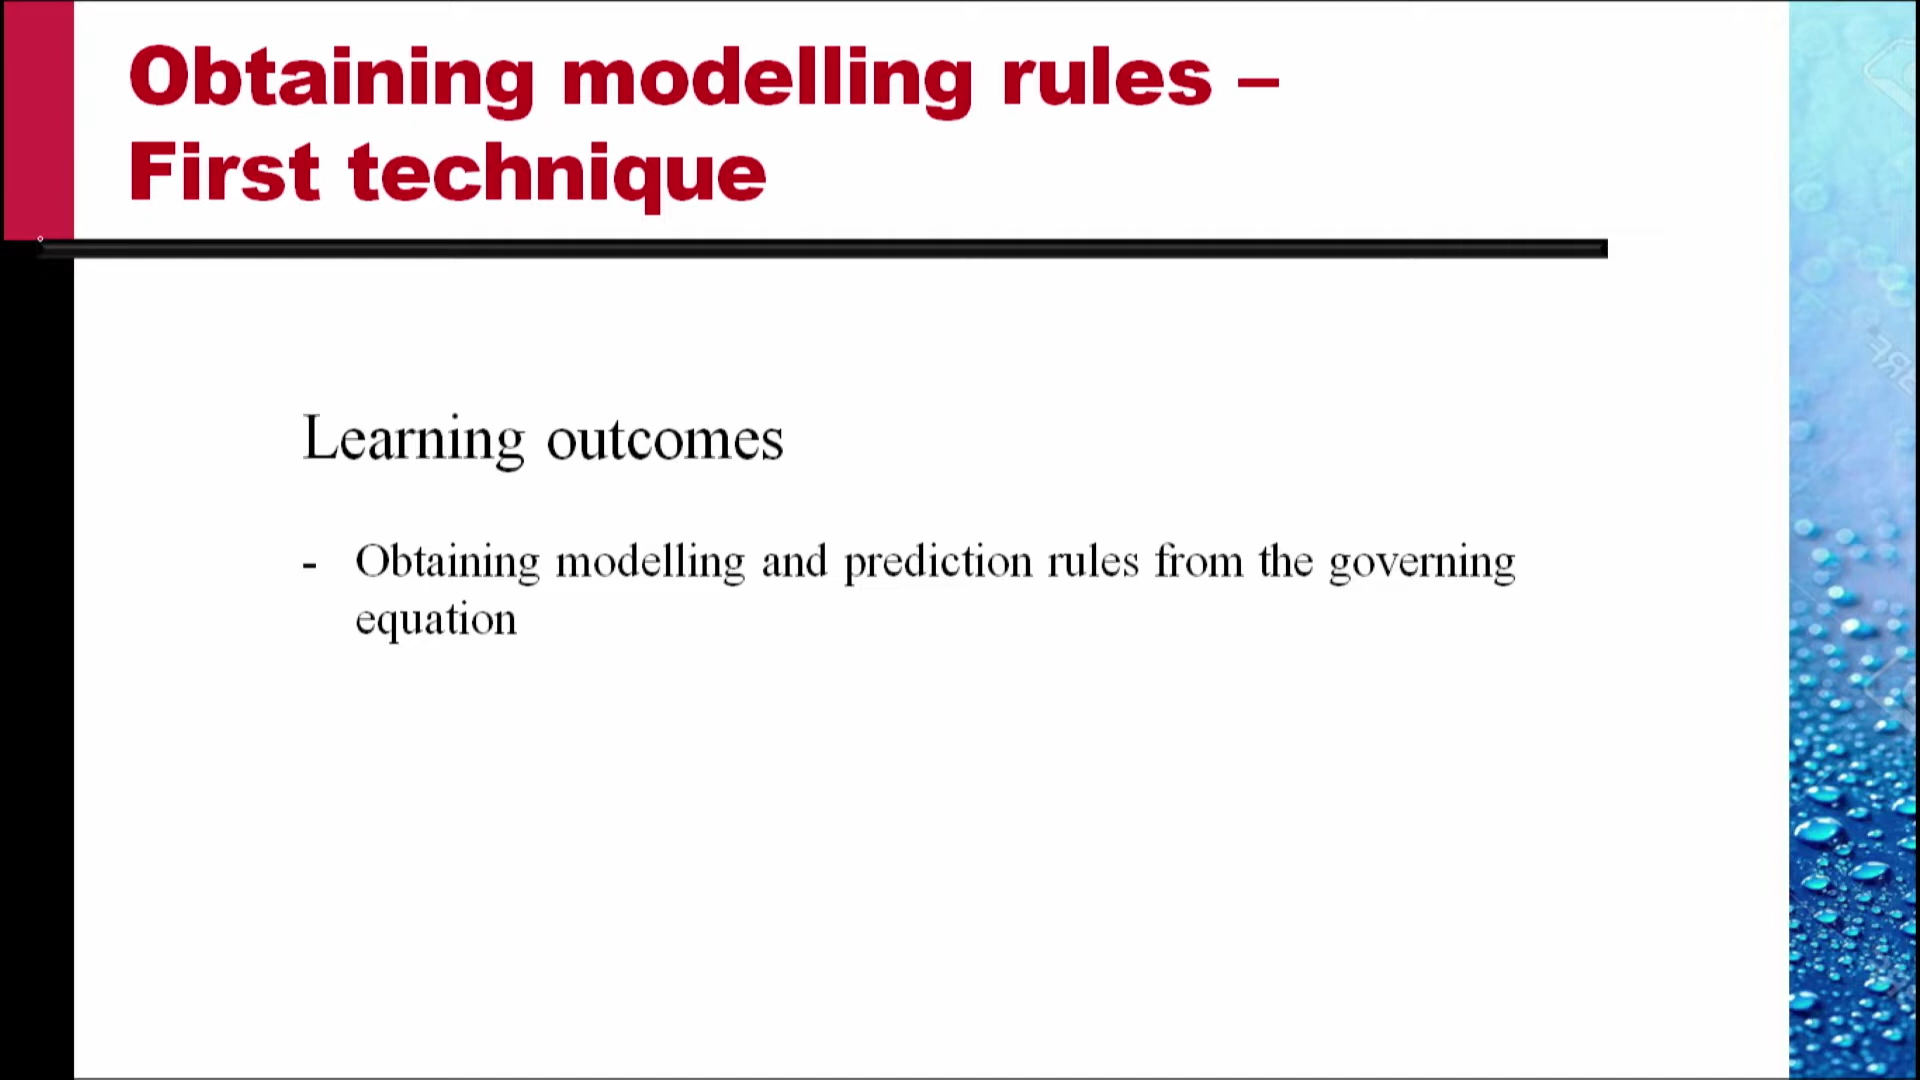 Obtaining modelling rules –
First technique
Learning outcomes
- Obtaining modelling and prediction rules from the governing
equation